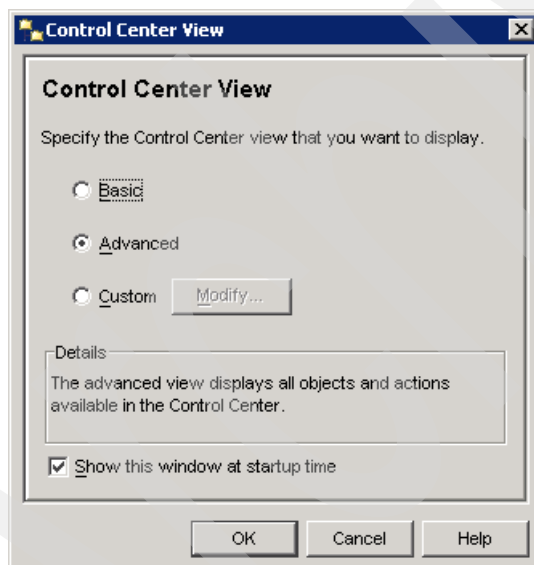 Control Center View
Control Center View
Specify the Control Center view that you want to display.
Basic
Advanced
Custom
Modify...
Details
The advanced view displays all objects and actions
available in the Control Center.
Show this window at startup time
OK
Cancel
Help